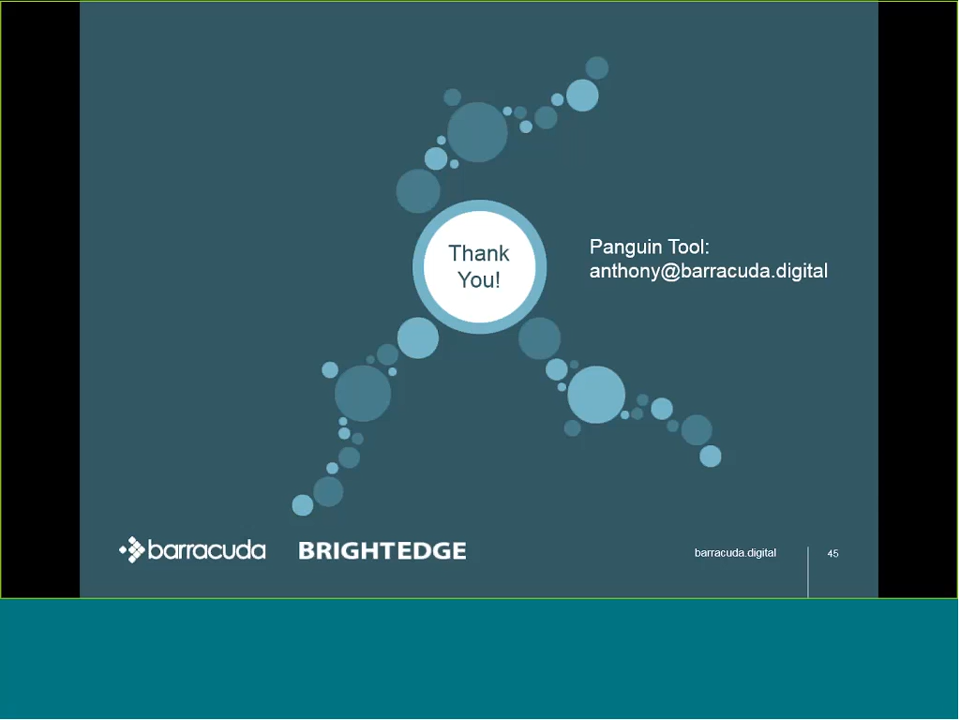 Thank
You!
Panguin Tool:
anthony@barracuda.digital
barracuda
BRIGHTEDGE
barracuda.digital
45